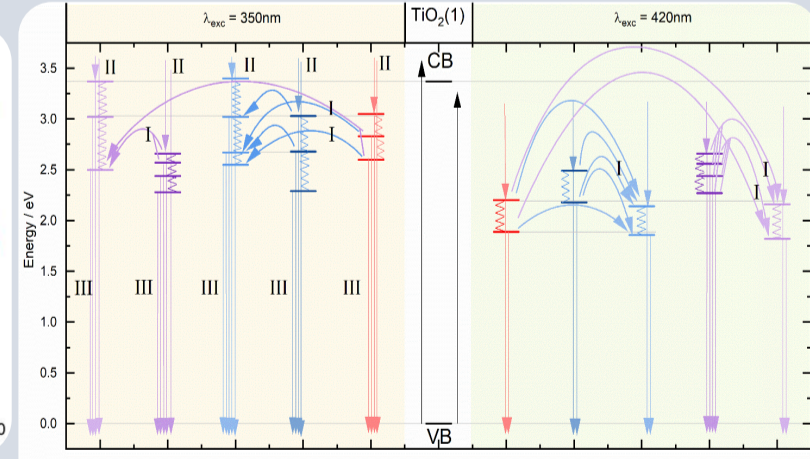 λexc = 350nm
TiO2(1)
λexc = 420nm
Energy / eV
3.5
3.0
2.5
2.0
1.5
1.0
0.5
0.0
II
II
II
II
II
CB
I
I
I
I
I
III
III
III
III
III
VB
0